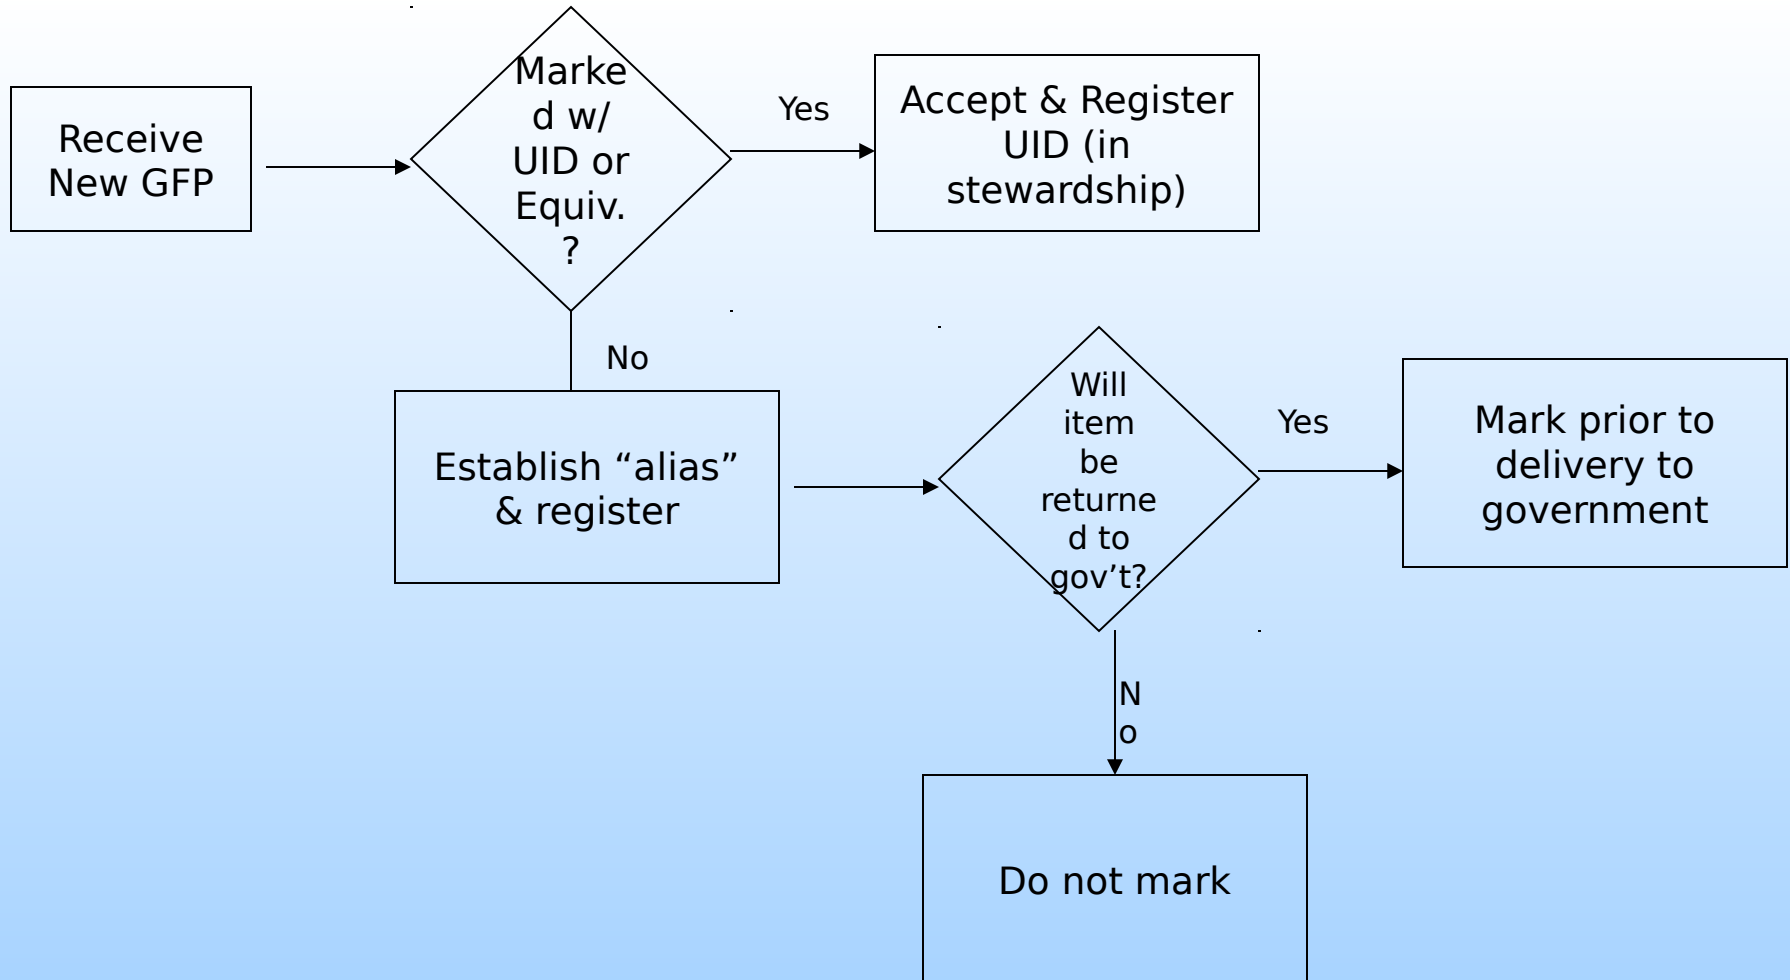 Receive
New GFP
Marke
d w/
UID or
Equiv.
?
Yes
Accept & Register
UID (in
stewardship)
No
Establish “alias”
& register
Will
item
be
returne
d to
gov’t?
Yes
Mark prior to
delivery to
government
N
o
Do not mark